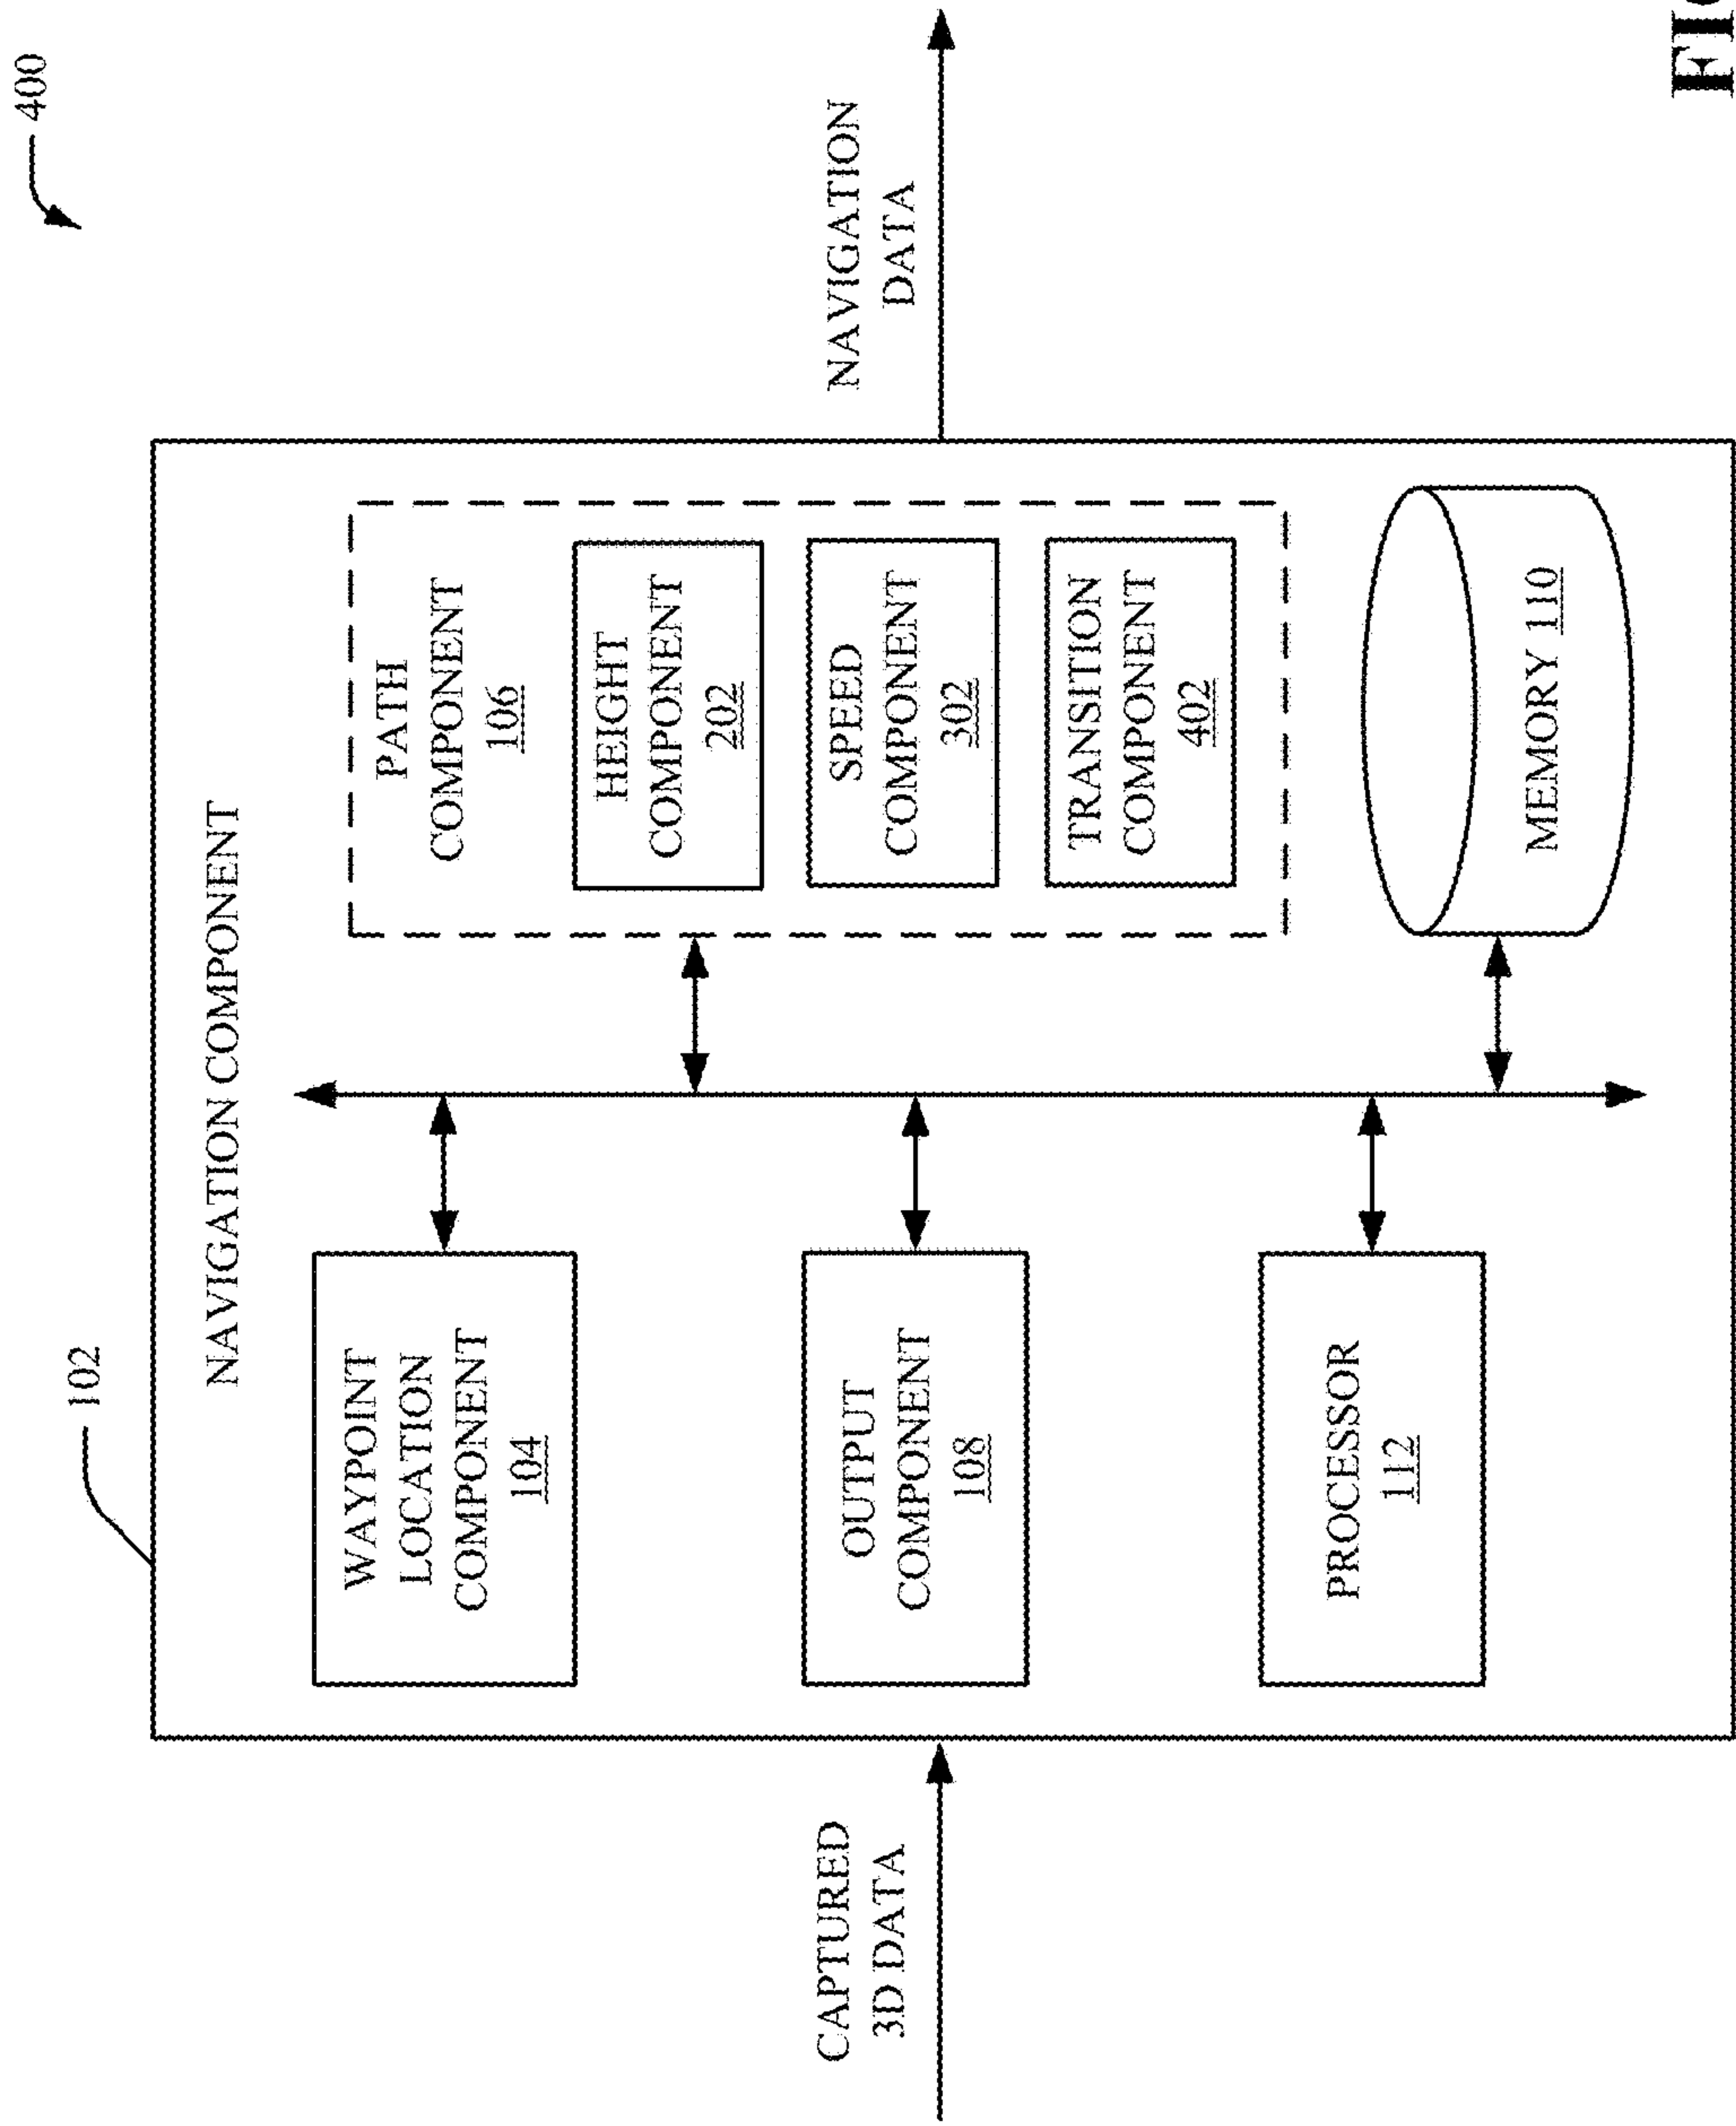 400
102
NAVIGATION COMPONENT
WAYPOINT
LOCATION
COMPONENT
104
OUTPUT
COMPONENT
108
PROCESSOR
112
PATH
COMPONENT
106
HEIGHT
COMPONENT
202
SPEED
COMPONENT
302
TRANSITION
COMPONENT
402
MEMORY 110
CAPTURED
3D DATA
NAVIGATION
DATA